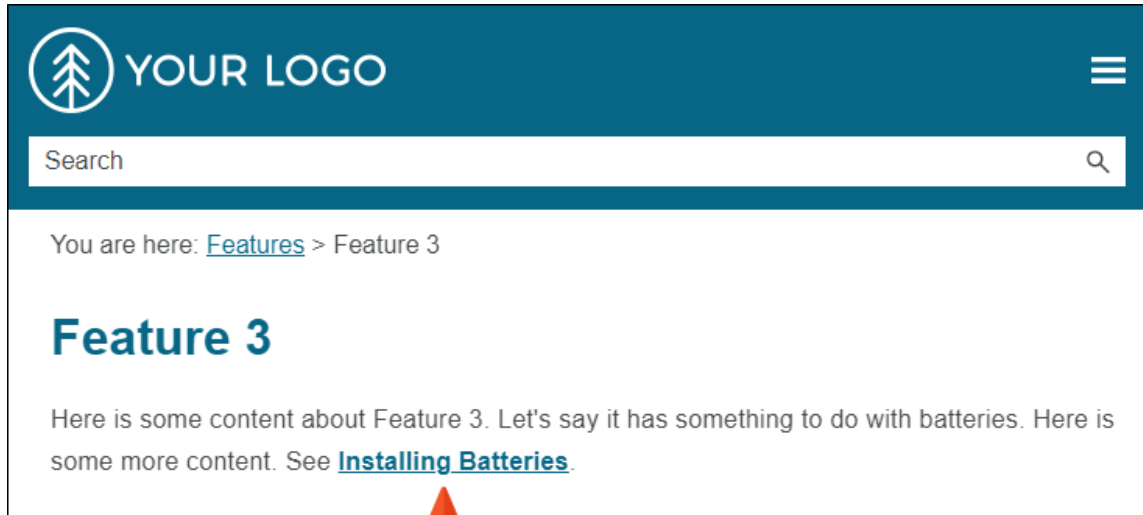 YOUR LOGO
Search
You are here: Features > Feature 3
Feature 3
Here is some content about Feature 3. Let's say it has something to do with batteries. Here is
some more content. See Installing Batteries.